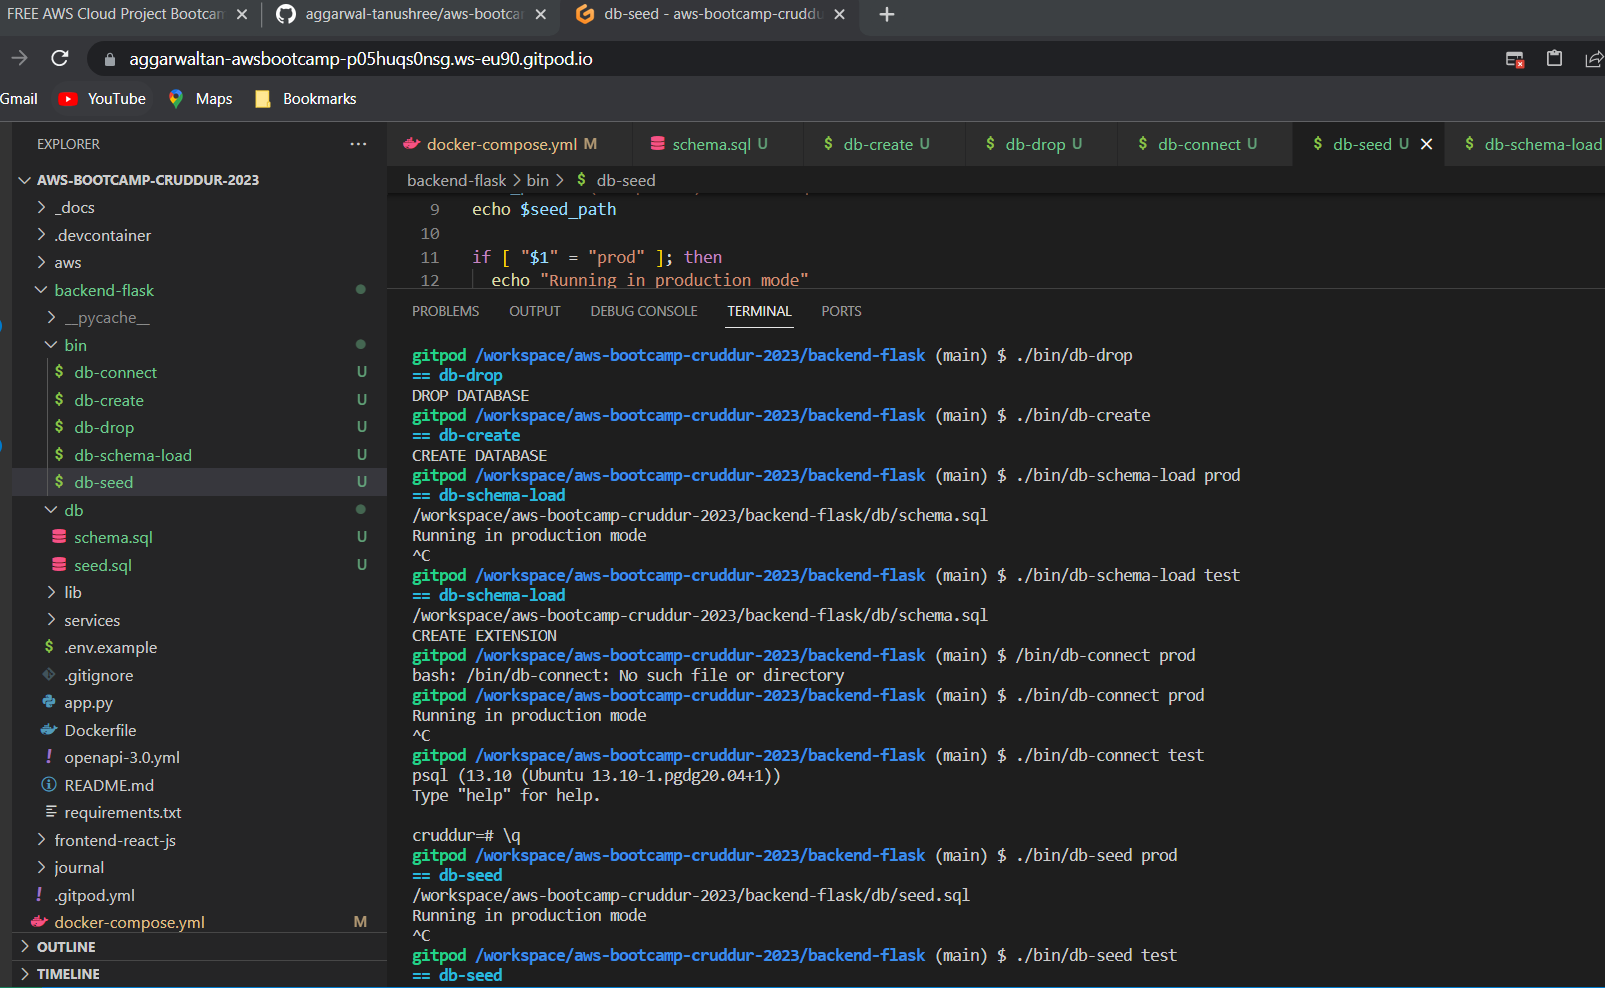 FREE AWS Cloud Project Bootcam
aggarwal-tanushree/aws-bootca
db-seed - aws-bootcamp-cruddu
aggarwaltan-awsbootcamp-p05huqs0nsg.ws-eu90.gitpod.io
Gmail YouTube Maps Bookmarks
EXPLORER
AWS-BOOTCAMP-CRUDDUR-2023
_docs
.devcontainer
aws
backend-flask
__pycache__
bin
db-connect U
db-create U
db-drop U
db-schema-load U
db-seed U
db
schema.sql U
seed.sql U
lib
services
.env.example
.gitignore
app.py
Dockerfile
openapi-3.0.yml
README.md
requirements.txt
frontend-react-js
journal
.gitpod.yml
docker-compose.yml M
OUTLINE
TIMELINE
docker-compose.yml M schema.sql U $ db-create U $ db-drop U $ db-connect U $ db-seed U $ db-schema-load
backend-flask > bin > $ db-seed
9 echo $seed_path
10
11 if [ "$1" = "prod" ]; then
12 echo "Running in production mode"
PROBLEMS OUTPUT DEBUG CONSOLE TERMINAL PORTS
gitpod /workspace/aws-bootcamp-cruddur-2023/backend-flask (main) $ ./bin/db-drop
== db-drop
DROP DATABASE
gitpod /workspace/aws-bootcamp-cruddur-2023/backend-flask (main) $ ./bin/db-create
== db-create
CREATE DATABASE
gitpod /workspace/aws-bootcamp-cruddur-2023/backend-flask (main) $ ./bin/db-schema-load prod
== db-schema-load
/workspace/aws-bootcamp-cruddur-2023/backend-flask/db/schema.sql
Running in production mode
^C
gitpod /workspace/aws-bootcamp-cruddur-2023/backend-flask (main) $ ./bin/db-schema-load test
== db-schema-load
/workspace/aws-bootcamp-cruddur-2023/backend-flask/db/schema.sql
CREATE EXTENSION
gitpod /workspace/aws-bootcamp-cruddur-2023/backend-flask (main) $ /bin/db-connect prod
bash: /bin/db-connect: No such file or directory
gitpod /workspace/aws-bootcamp-cruddur-2023/backend-flask (main) $ ./bin/db-connect prod
Running in production mode
^C
gitpod /workspace/aws-bootcamp-cruddur-2023/backend-flask (main) $ ./bin/db-connect test
psql (13.10 (Ubuntu 13.10-1.pgdg20.04+1))
Type "help" for help.
cruddur=# \q
gitpod /workspace/aws-bootcamp-cruddur-2023/backend-flask (main) $ ./bin/db-seed prod
== db-seed
/workspace/aws-bootcamp-cruddur-2023/backend-flask/db/seed.sql
Running in production mode
^C
gitpod /workspace/aws-bootcamp-cruddur-2023/backend-flask (main) $ ./bin/db-seed test
== db-seed